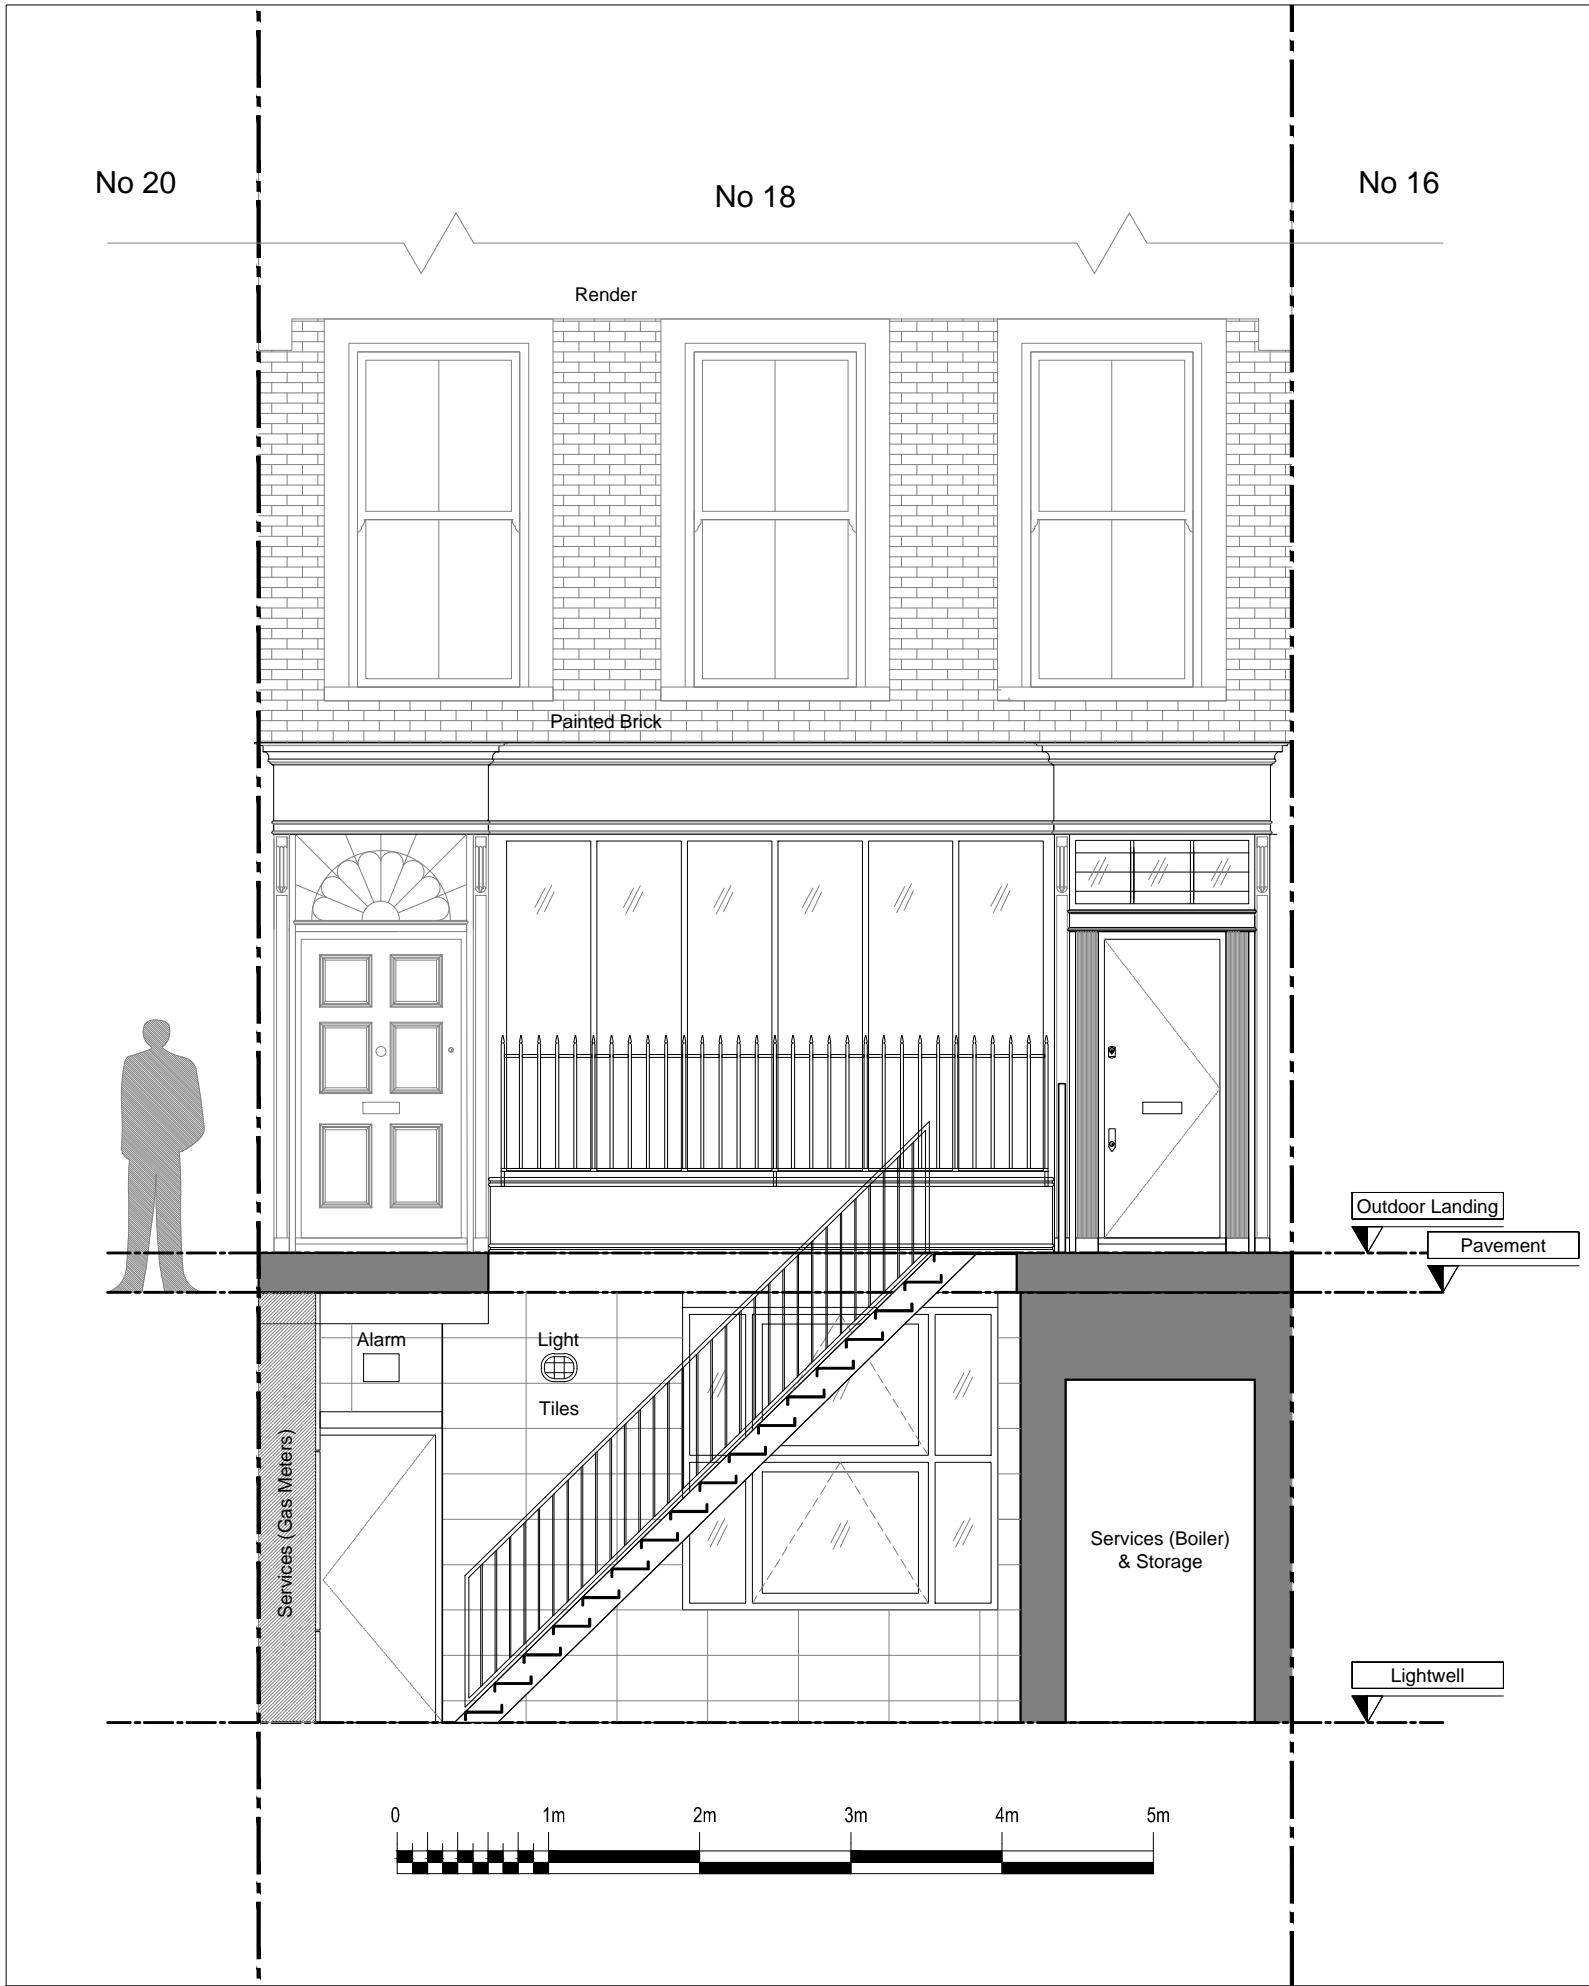 No 20
No 18
No 16
Render
Painted Brick
Outdoor Landing
Pavement
Alarm
Light
Tiles
Services (Gas Meters)
Services (Boiler)
& Storage
Lightwell
0 1m 2m 3m 4m 5m